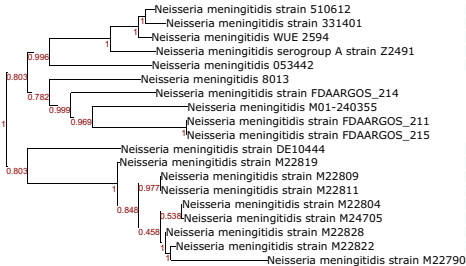 Neisseria meningitidis strain 510612
1
Neisseria meningitidis strain 331401
1
Neisseria meningitidis WUE 2594
1
Neisseria meningitidis serogroup A strain Z2491
0.996
Neisseria meningitidis 053442
0.803
Neisseria meningitidis 8013
0.782
Neisseria meningitidis strain FDAARGOS_214
0.999
Neisseria meningitidis M01-240355
0.969
Neisseria meningitidis strain FDAARGOS_211
1
Neisseria meningitidis strain FDAARGOS_215
1
Neisseria meningitidis strain DE10444
0.803
Neisseria meningitidis strain M22819
1
Neisseria meningitidis strain M22809
0.977
Neisseria meningitidis strain M22811
0.848
Neisseria meningitidis strain M22804
0.538
Neisseria meningitidis strain M24705
0.458
Neisseria meningitidis strain M22828
1
Neisseria meningitidis strain M22822
1
Neisseria meningitidis strain M22790